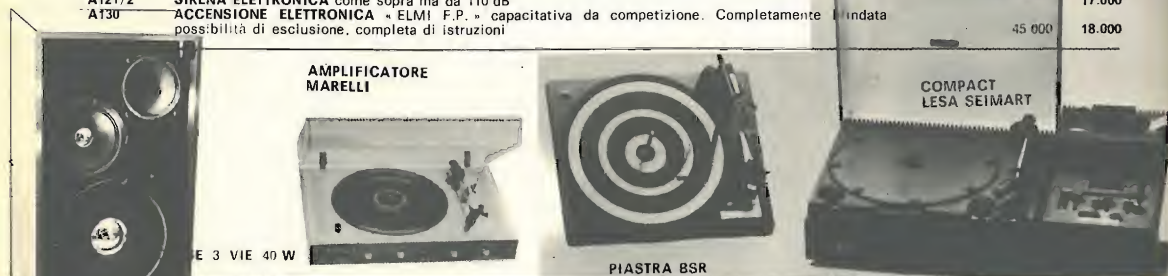 A121/2 SIRENA ELETTRONICA come sopra ma da 110 dB 17.000
A130 ACCENSIONE ELETTRONICA « ELMI F.P. » capacitativa da competizione. Completamente
possibilità di esclusione, completa di istruzioni 45 000 18.000
AMPLIFICATORE
MARELLI
COMPACT
LESA SEIMART
3 VIE 40 W
PIASTRA BSR